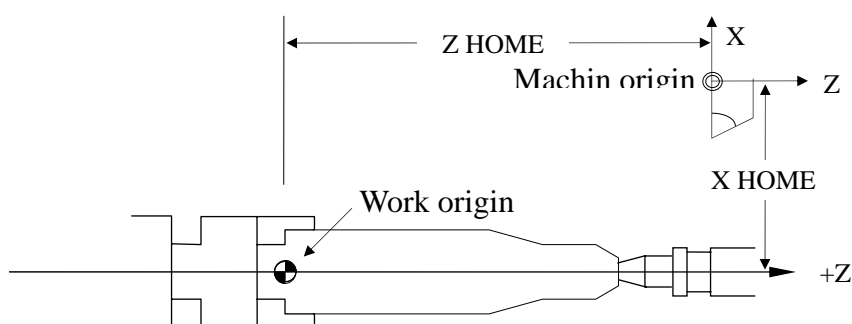 Z HOME
X
Machin origin
Z
X HOME
Work origin
+Z